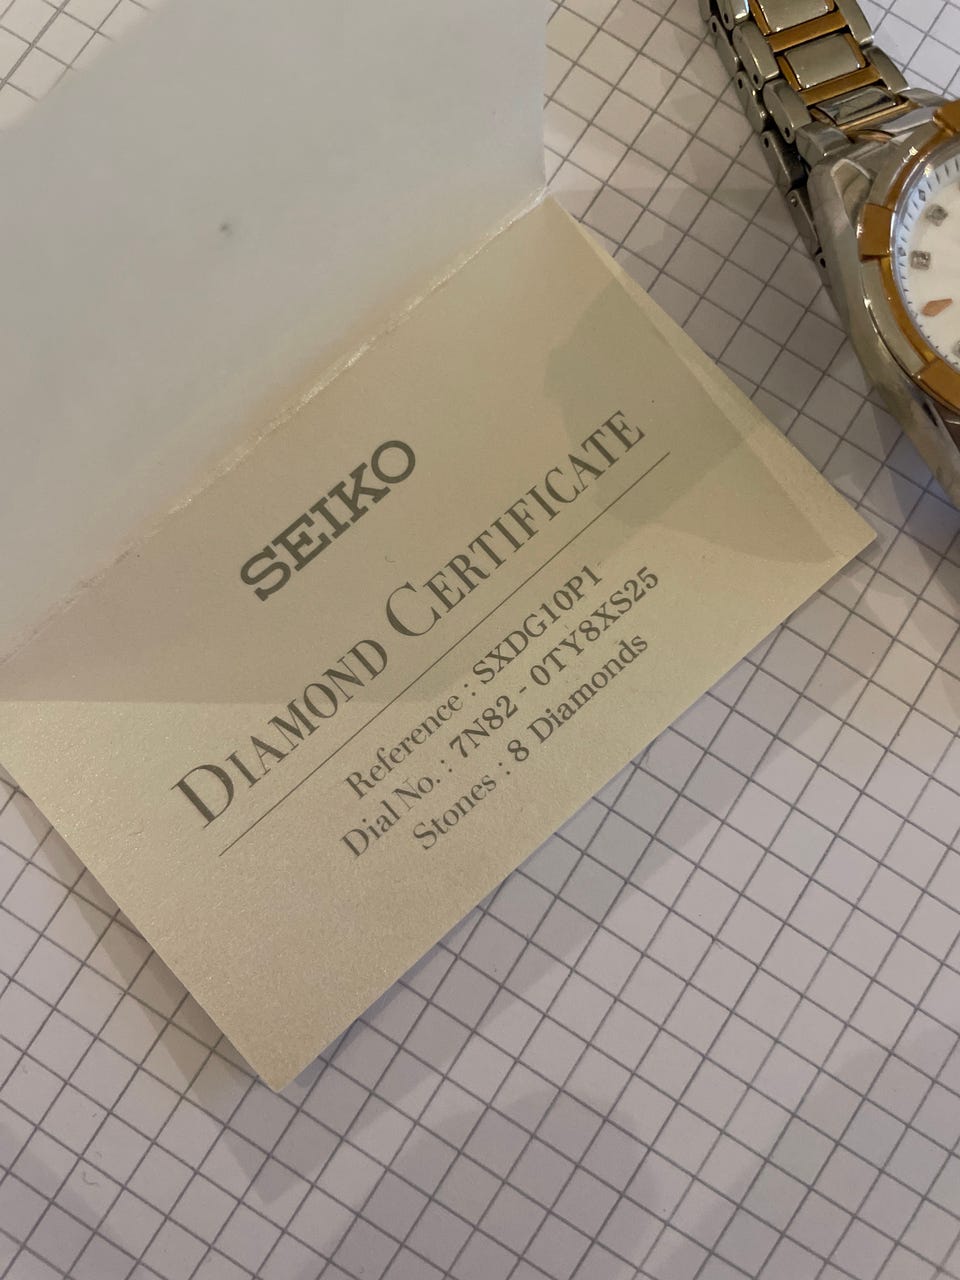 SEIKO
DIAMOND CERTIFICATE
Reference : SXDG10P1
Dial No. : 7N82 - 0TY8XS25
Stones : 8 Diamonds